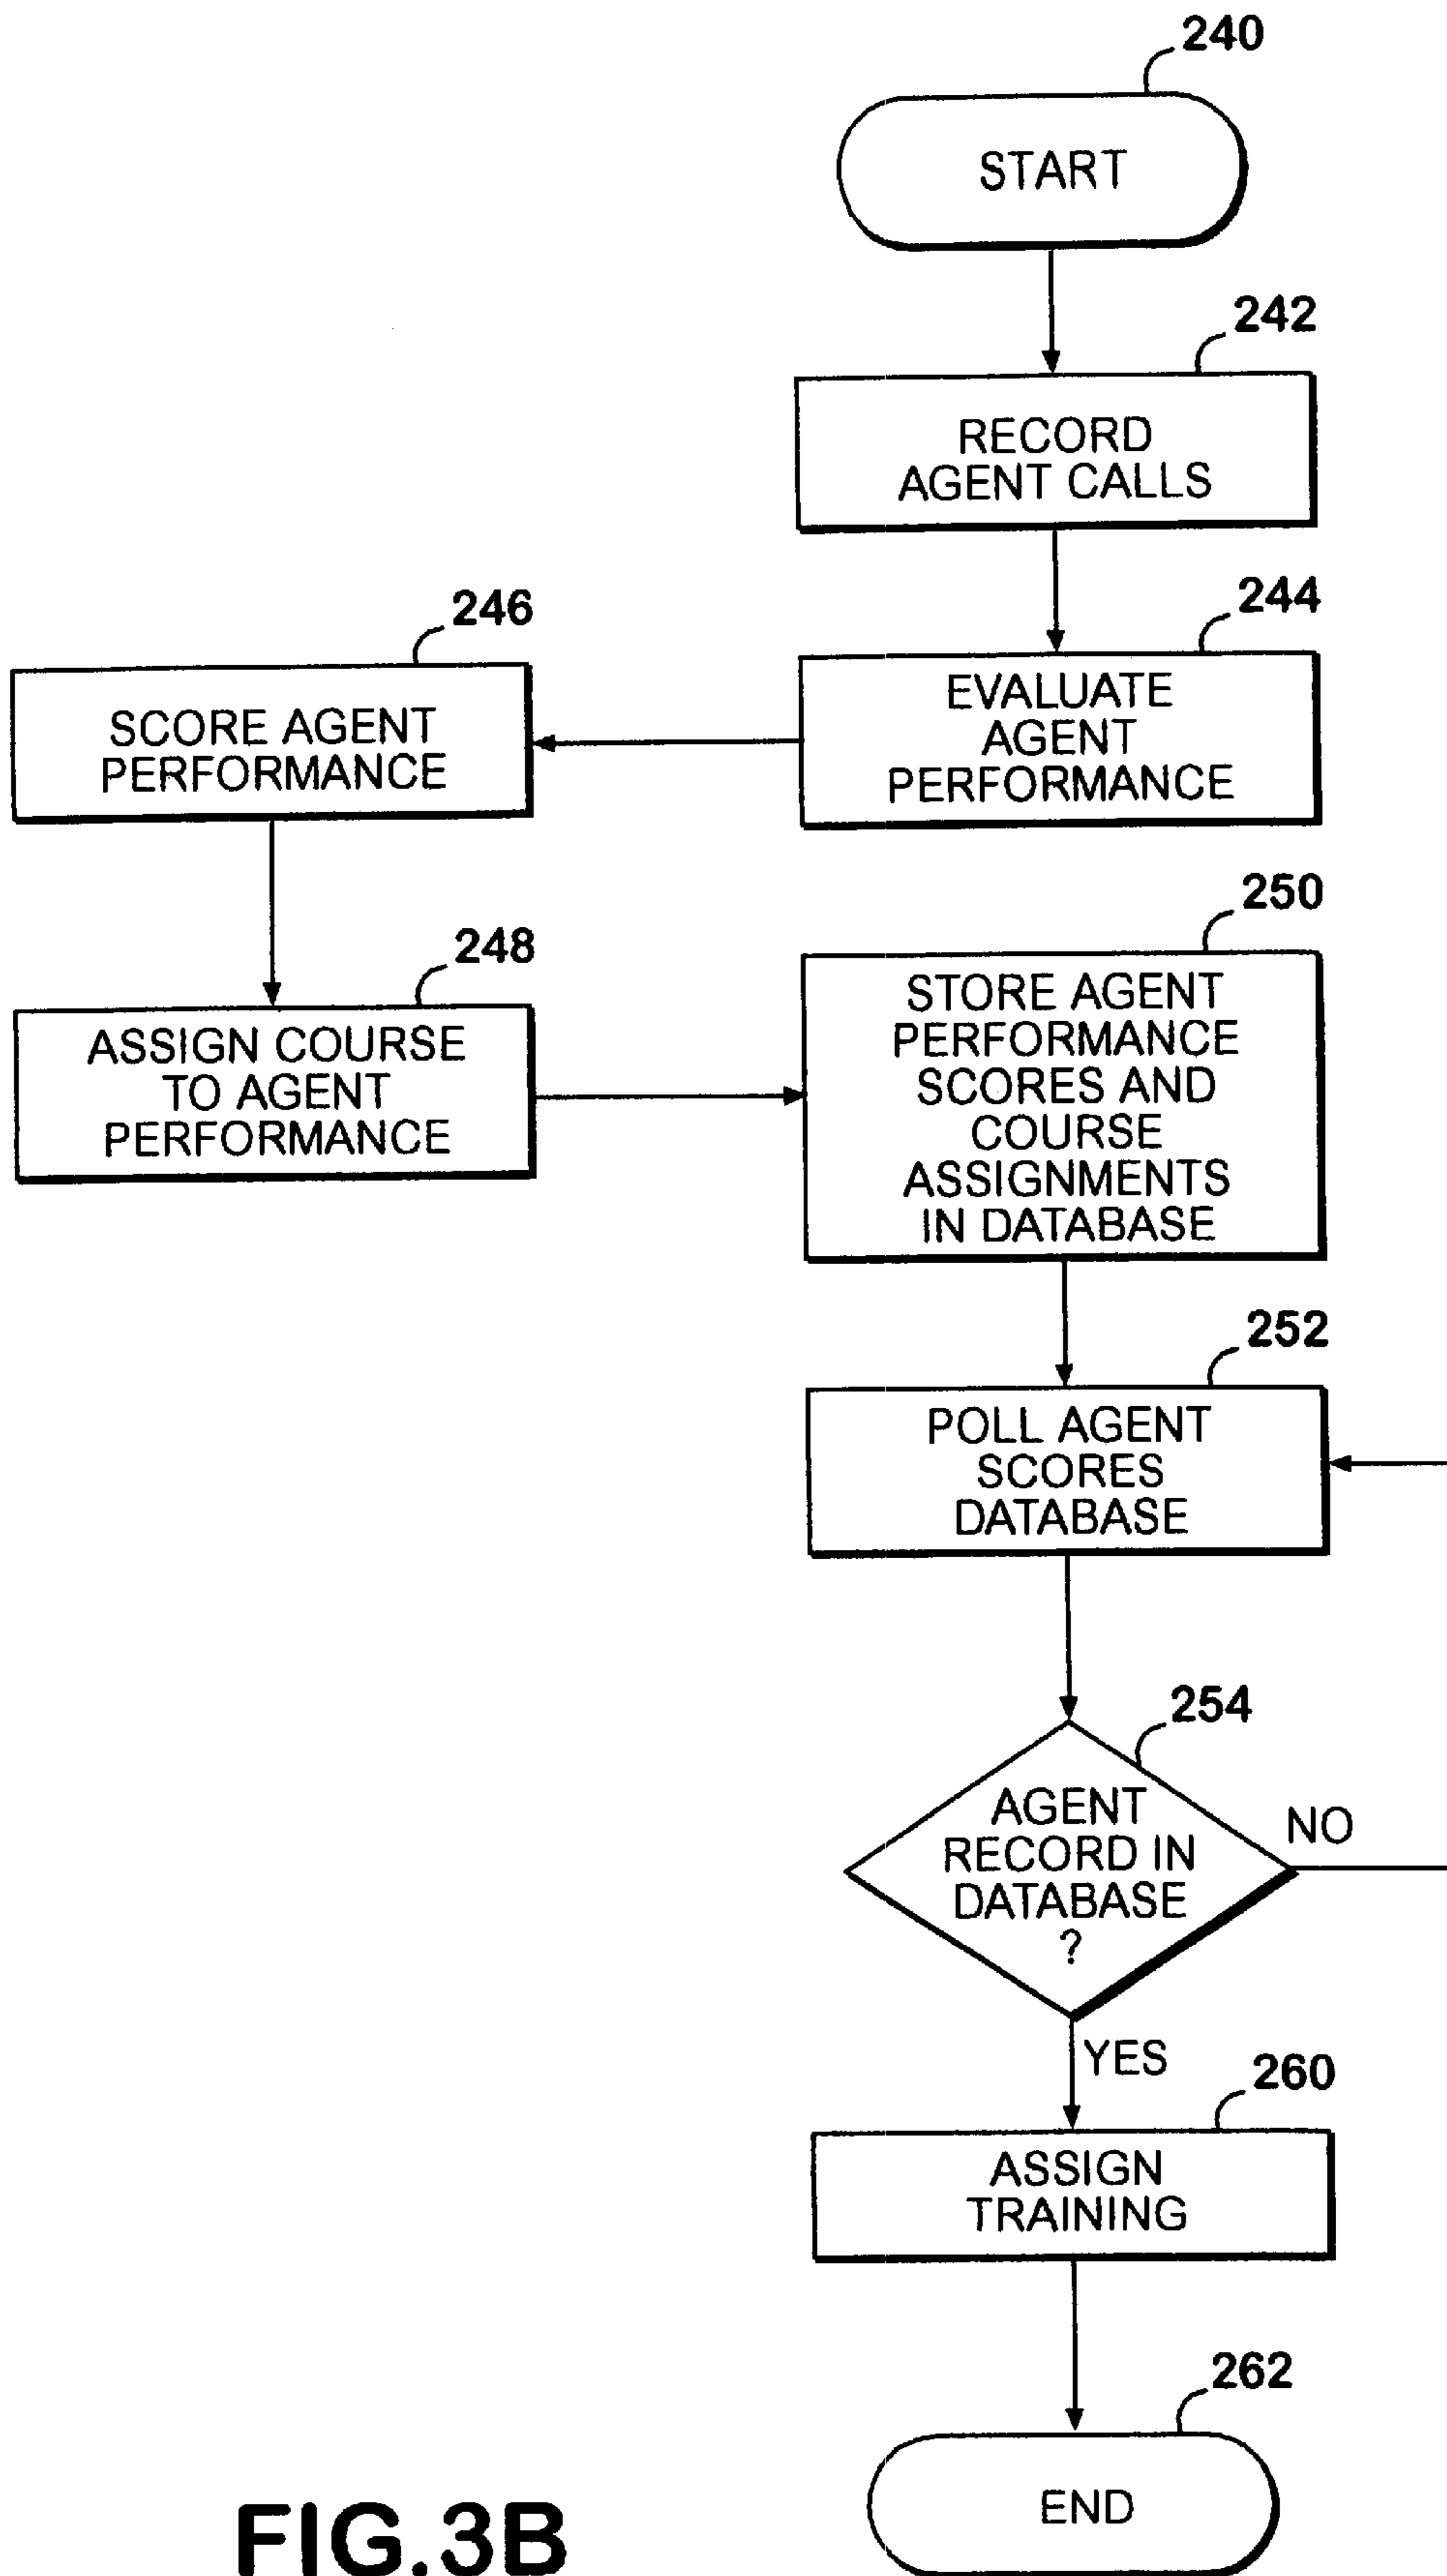 240
START
242
RECORD
AGENT CALLS
244
EVALUATE
AGENT
PERFORMANCE
246
SCORE AGENT
PERFORMANCE
248
ASSIGN COURSE
TO AGENT
PERFORMANCE
250
STORE AGENT
PERFORMANCE
SCORES AND
COURSE
ASSIGNMENTS
IN DATABASE
252
POLL AGENT
SCORES
DATABASE
254
AGENT
RECORD IN
DATABASE
?
NO
YES
260
ASSIGN
TRAINING
262
END
FIG.3B